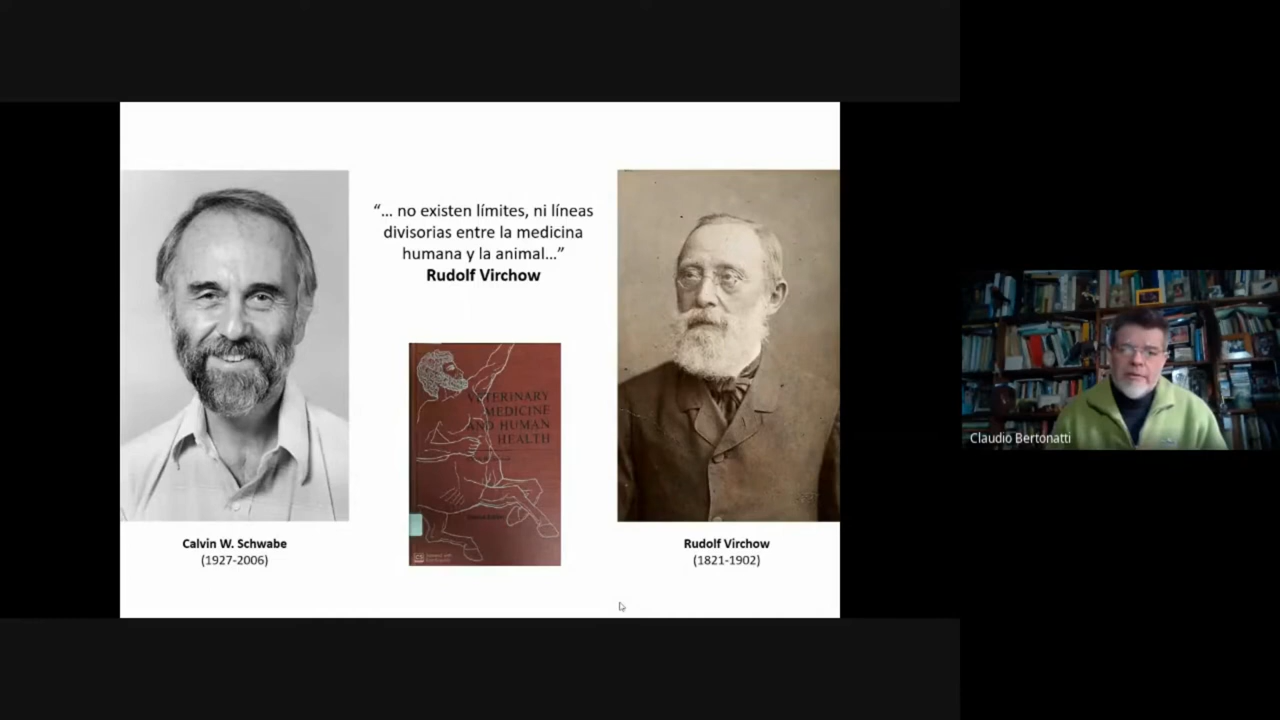 “... no existen límites, ni líneas
divisorias entre la medicina
humana y la animal...”
Rudolf Virchow
VETERINARY
MEDICINE
AND HUMAN
HEALTH
Calvin W. Schwabe
(1927-2006)
Rudolf Virchow
(1821-1902)
Claudio Bertonatti